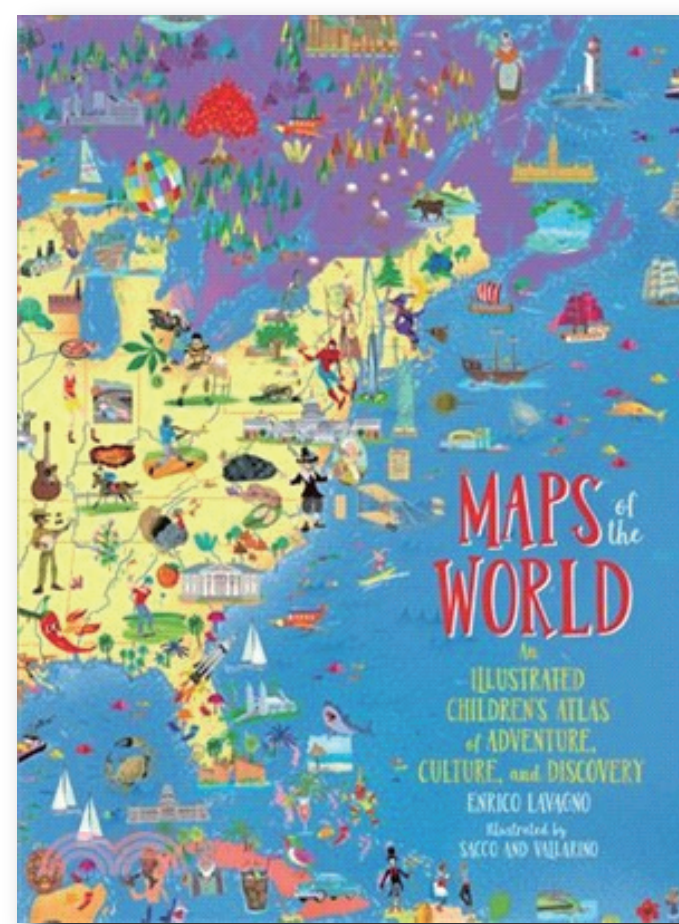 MAPS of the
WORLD
An
ILLUSTRATED
CHILDREN'S ATLAS
of ADVENTURE,
CULTURE, and DISCOVERY
ENRICO LAVAGNO
Illustrated by
SACCO AND VALLARINO